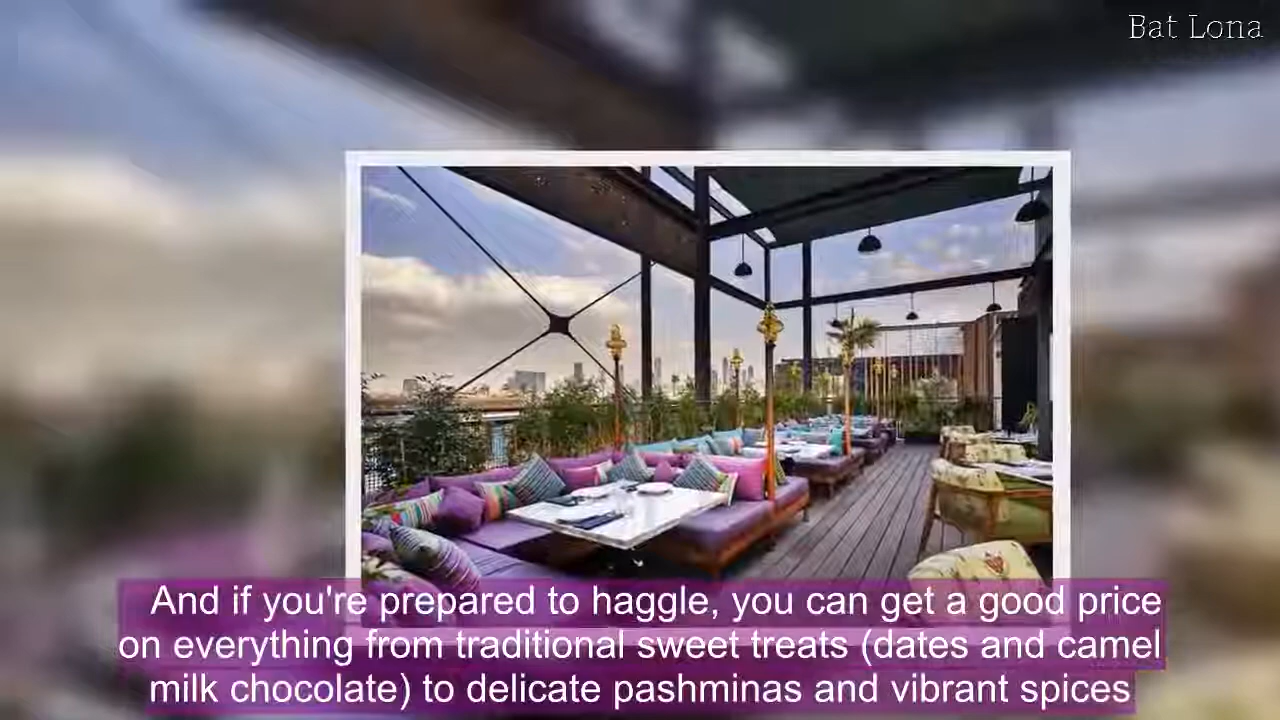 Bat Lona
And if you're prepared to haggle, you can get a good price
on everything from traditional sweet treats (dates and camel
milk chocolate) to delicate pashminas and vibrant spices